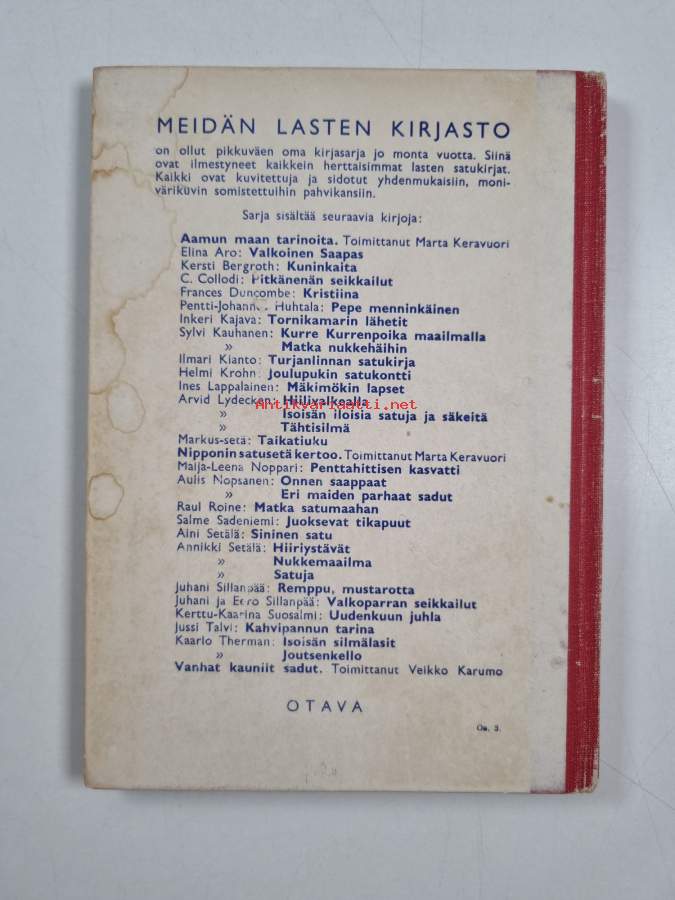 MEIDÄN LASTEN KIRJASTO
on ollut pikkuväen oma kirjasarja jo monta vuotta. Siinä
ovat ilmestyneet kaikkein herttaisimmat lasten satukirjat.
Kaikki ovat kuvitettuja ja sidotut yhdenmukaisiin, moni-
värikuvin somistettuihin pahvikansiin.
Sarja sisältää seuraavia kirjoja:
Aamun maan tarinoita. Toimittanut Marta Keravuori
Elina Aro: Valkoinen Saapas
Kersti Bergroth: Kuninkaita
C. Collodi: Pitkänenän seikkailut
Frances Duncombe: Kristiina
Pentti-Johannes Huhtala: Pepe menninkäinen
Inkeri Kajava: Tornikamarin lähetit
Sylvi Kauhanen: Kurre Kurrenpoika maailmalla
» Matka nukkehäihin
Ilmari Kianto: Turjanlinnan satukirja
Helmi Krohn: Joulupukin satukontti
Ines Lappalainen: Mäkimökin lapset
Arvid Lydecken: Hiilivalkealla
Antikvariaatti.net
» Isoisän iloisia satuja ja säkeitä
» Tähtisilmä
Markus-setä: Taikatiuku
Nipponin satusetä kertoo. Toimittanut Marta Keravuori
Maija-Leena Noppari: Penttahittisen kasvatti
Aulis Nopsanen: Onnen saappaat
» Eri maiden parhaat sadut
Raul Roine: Matka satumaahan
Salme Sadeniemi: Juoksevat tikapuut
Aini Setälä: Sininen satu
Annikki Setälä: Hiiriystävät
» Nukkemaailma
» Satuja
Juhani Sillanpää: Remppu, mustarotta
Juhani ja Eero Sillanpää: Valkoparran seikkailut
Kerttu-Kaarina Suosalmi: Uudenkuun juhla
Jussi Talvi: Kahvipannun tarina
Kaarlo Therman: Isoisän silmälasit
» Joutsenkello
Vanhat kauniit sadut. Toimittanut Veikko Karumo
OTAVA
Os. 3.